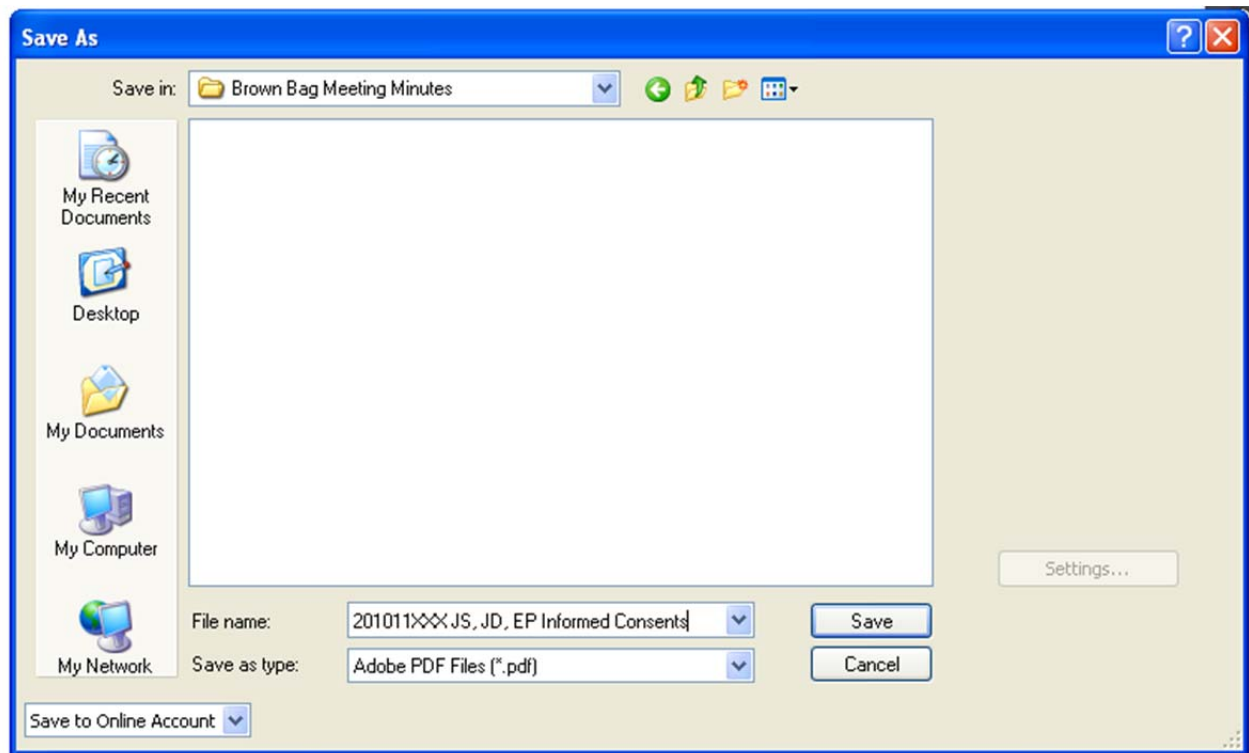 Save As
Save in: Brown Bag Meeting Minutes
My Recent
Documents
Desktop
My Documents
My Computer
My Network
Settings...
File name: 201011XXX JS, JD, EP Informed Consents Save
Save as type: Adobe PDF Files (*.pdf) Cancel
Save to Online Account